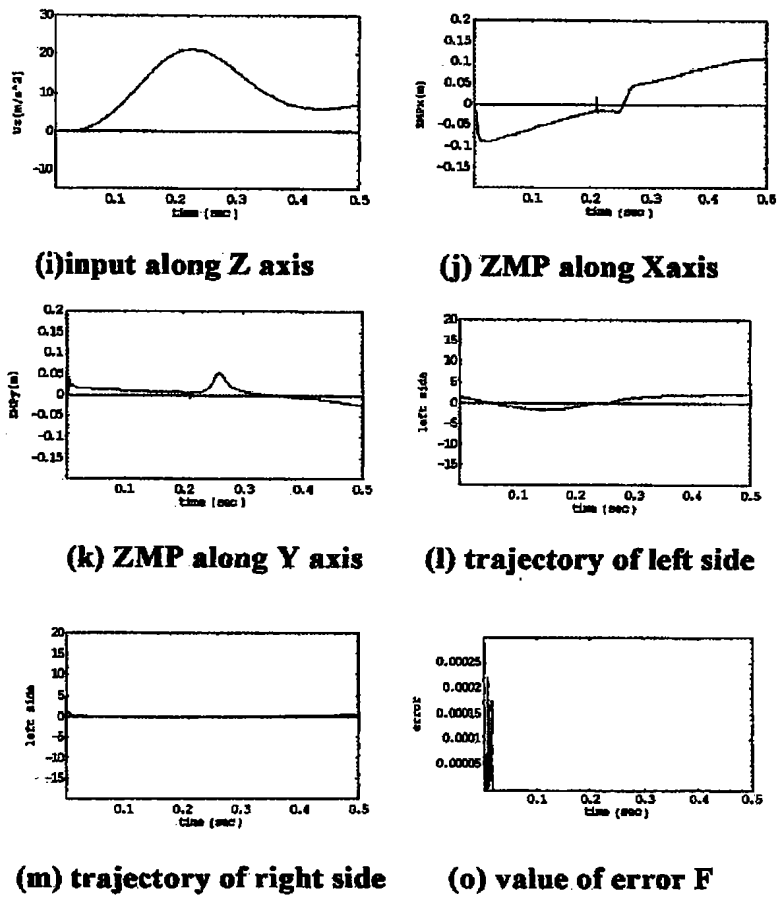 30
20
10
0
-10
Uz[m/s^2]
0.1 0.2 0.3 0.4 0.5
time (sec)
(i)input along Z axis
0.2
0.15
0.1
0.05
0
-0.05
-0.1
-0.15
ZMPx(m)
0.1 0.2 0.3 0.4 0.5
time (sec)
(j) ZMP along Xaxis
0.2
0.15
0.1
0.05
0
-0.05
-0.1
-0.15
ZMPy(m)
0.1 0.2 0.3 0.4 0.5
time (sec)
(k) ZMP along Y axis
20
15
10
5
0
-5
-10
-15
left side
0.1 0.2 0.3 0.4 0.5
time (sec)
(l) trajectory of left side
20
15
10
5
0
-5
-10
-15
left side
0.1 0.2 0.3 0.4 0.5
time (sec)
(m) trajectory of right side
0.00025
0.0002
0.00015
0.0001
0.00005
error
0.1 0.2 0.3 0.4 0.5
time (sec)
(o) value of error F